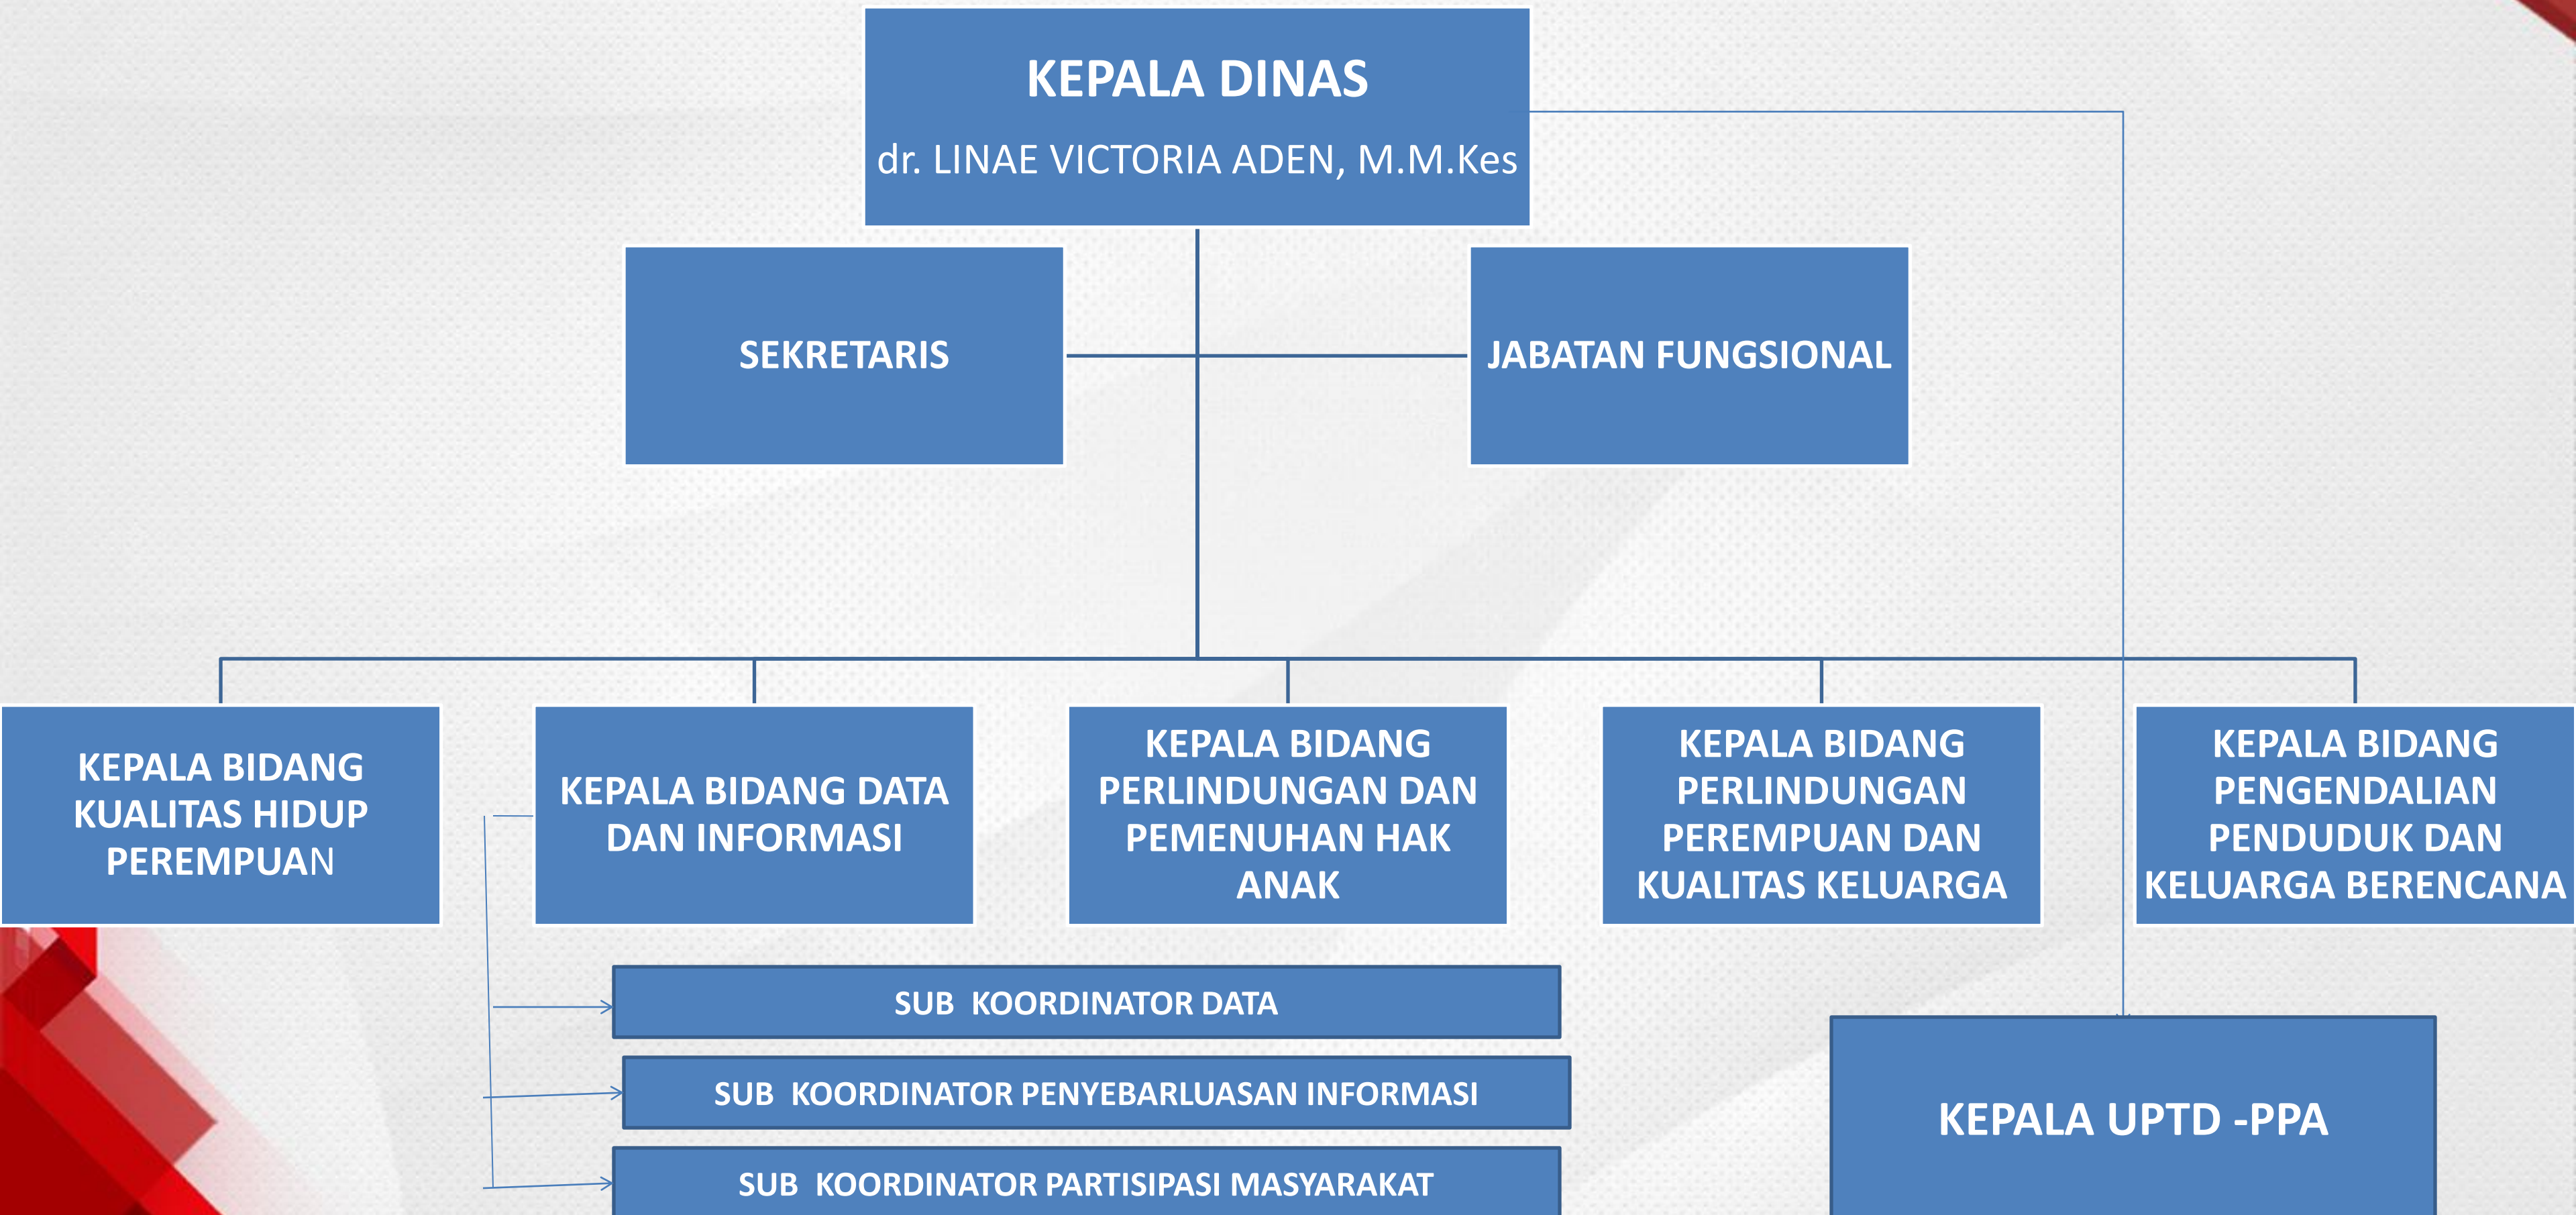 KEPALA DINAS
dr. LINAE VICTORIA ADEN, M.M.Kes
SEKRETARIS
JABATAN FUNGSIONAL
KEPALA BIDANG
KUALITAS HIDUP
PEREMPUAN
KEPALA BIDANG DATA
DAN INFORMASI
KEPALA BIDANG
PERLINDUNGAN DAN
PEMENUHAN HAK
ANAK
KEPALA BIDANG
PERLINDUNGAN
PEREMPUAN DAN
KUALITAS KELUARGA
KEPALA BIDANG
PENGENDALIAN
PENDUDUK DAN
KELUARGA BERENCANA
SUB KOORDINATOR DATA
SUB KOORDINATOR PENYEBARLUASAN INFORMASI
SUB KOORDINATOR PARTISIPASI MASYARAKAT
KEPALA UPTD -PPA